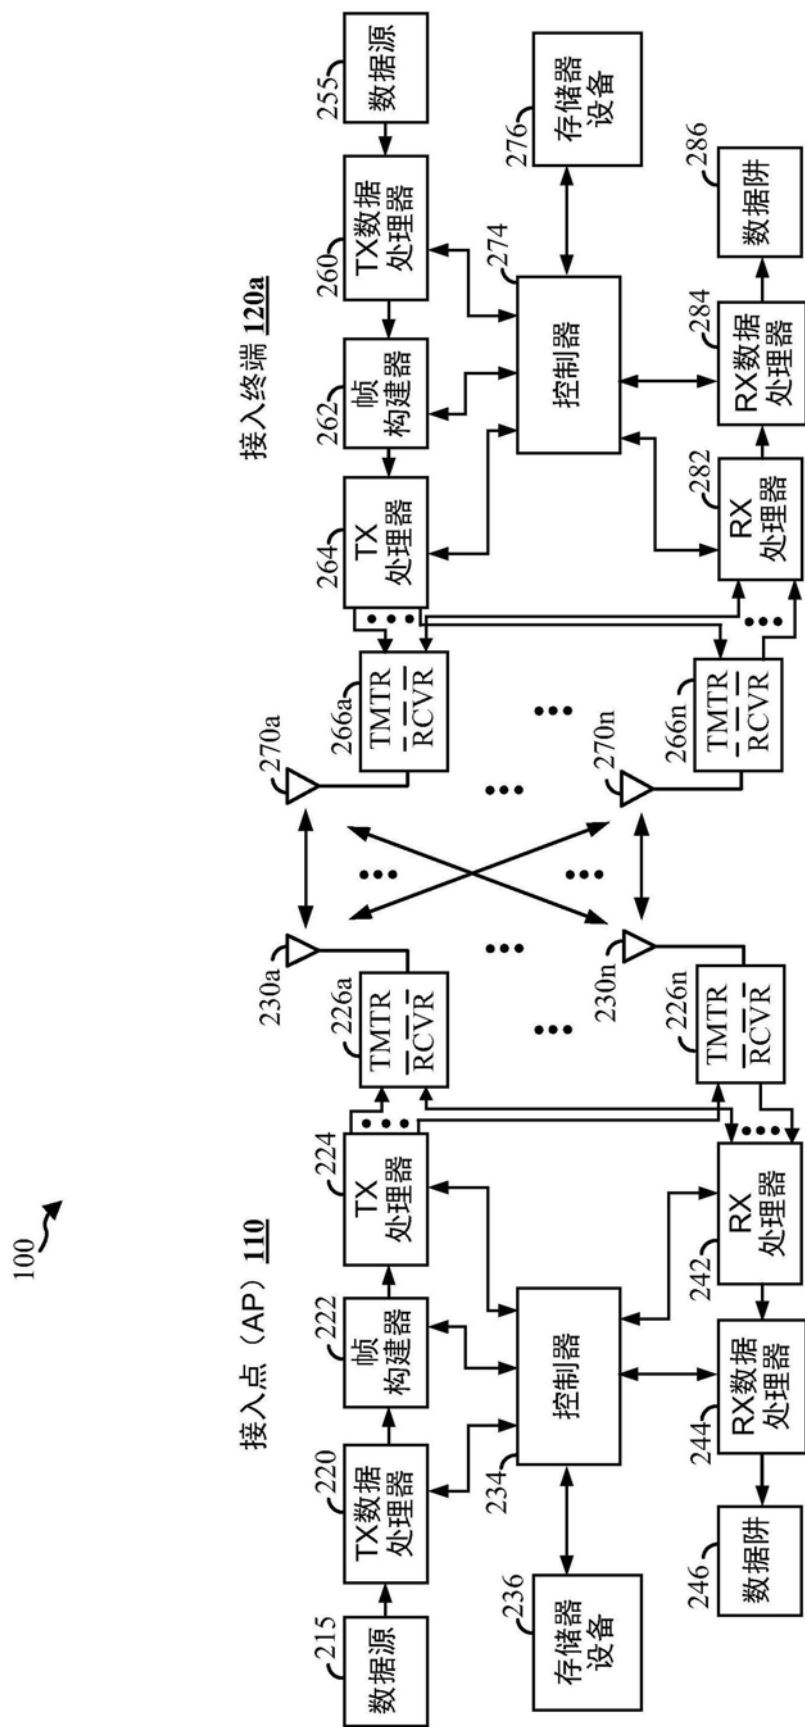 100
接入点（AP）110
接入终端 120a
215
数据源
220
TX数据
处理器
222
帧
构建器
224
TX
处理器
226a
TMTR
RCVR
230a
270a
266a
TMTR
RCVR
264
TX
处理器
262
帧
构建器
260
TX数据
处理器
255
数据源
236
存储器
设备
234
控制器
274
控制器
276
存储器
设备
246
数据阱
244
RX数据
处理器
242
RX
处理器
226n
TMTR
RCVR
230n
270n
266n
TMTR
RCVR
282
RX
处理器
284
RX数据
处理器
286
数据阱